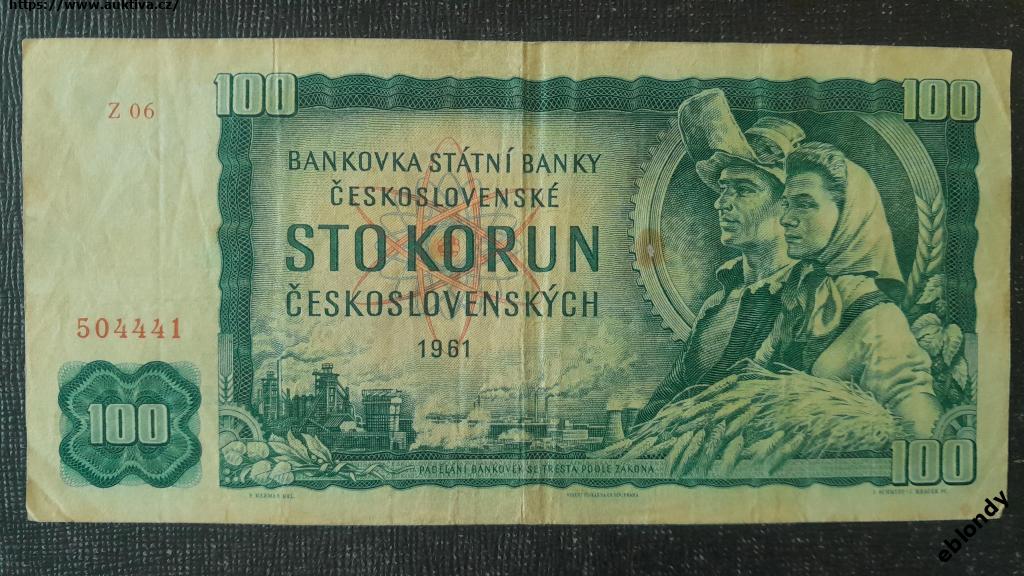 https://www.auktiva.cz/
100
100
Z 06
BANKOVKA STÁTNÍ BANKY
ČESKOSLOVENSKÉ
STO KORUN
ČESKOSLOVENSKÝCH
1961
504441
100
100
PADĚLÁNÍ BANKOVEK SE TRESTÁ PODLE ZÁKONA
eblondy